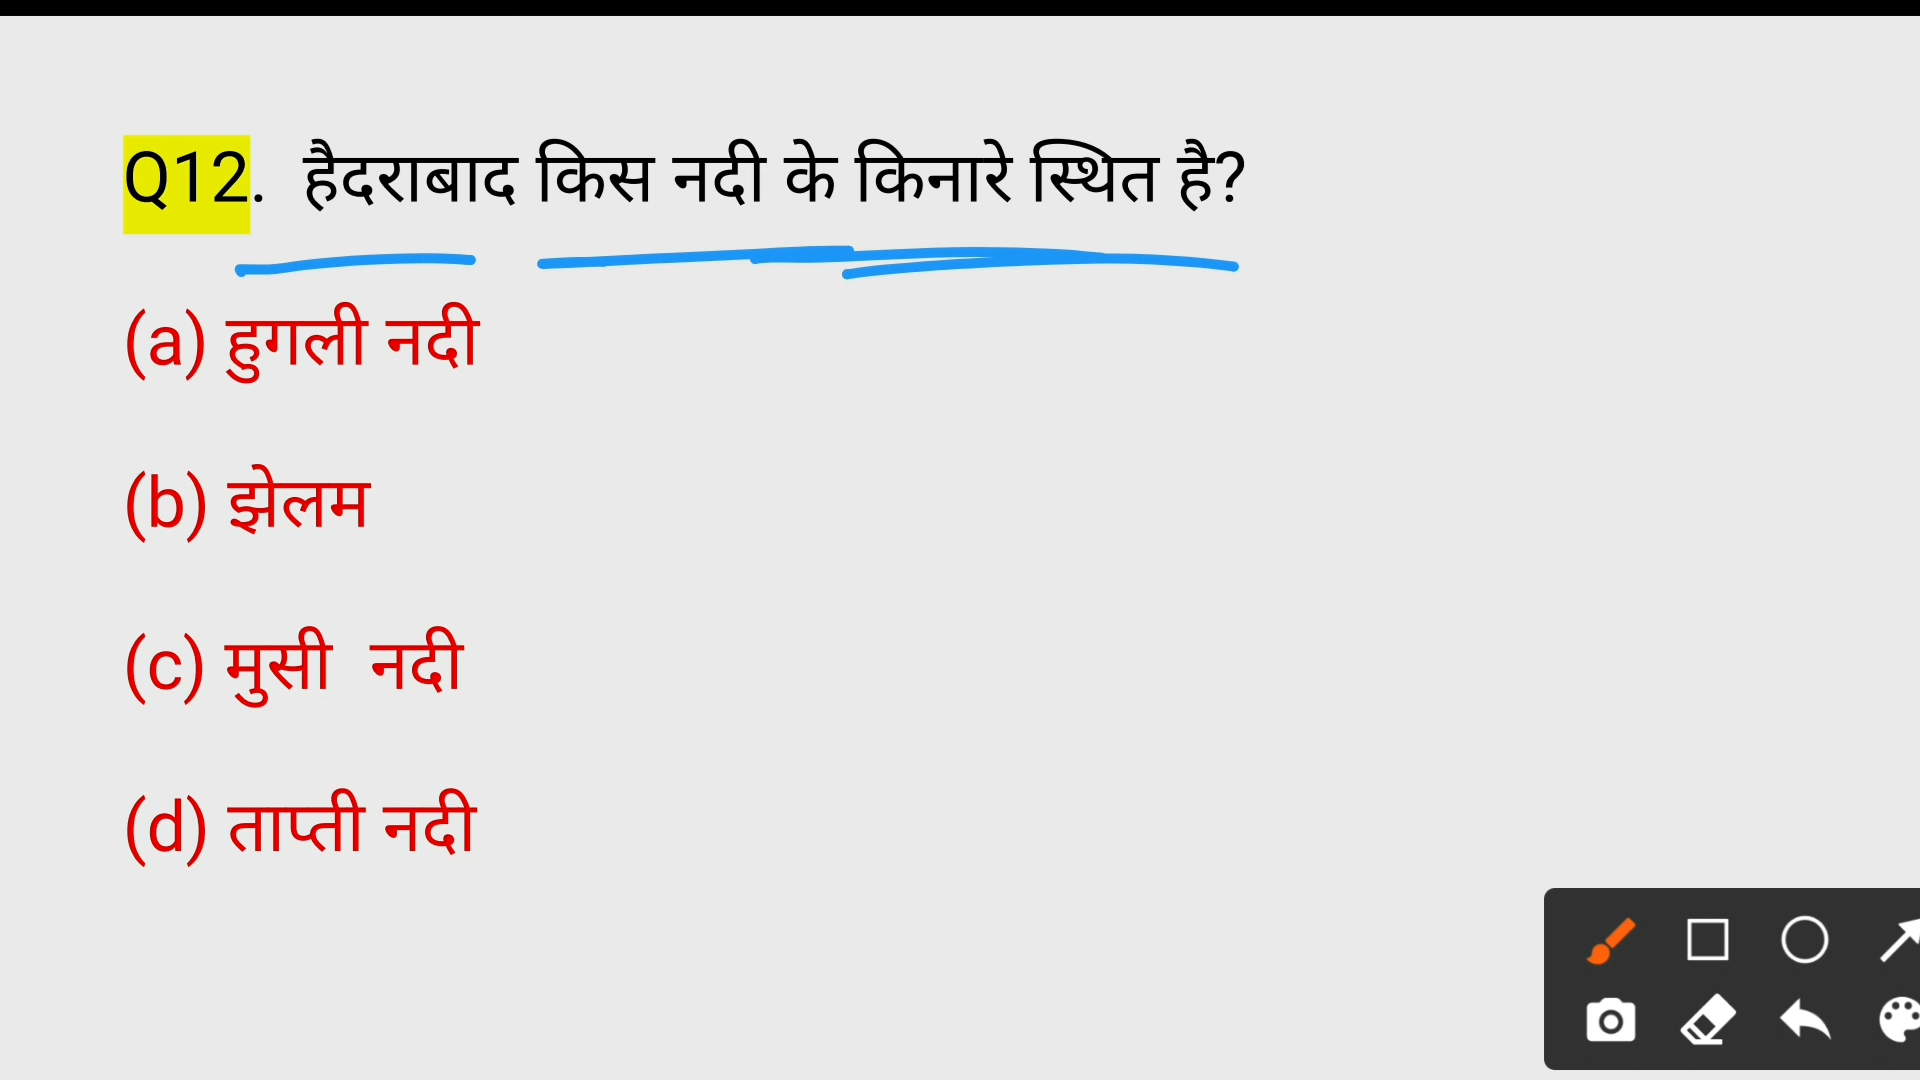 Q12. हैदराबाद किस नदी के किनारे स्थित है?
(a) हुगली नदी
(b) झेलम
(c) मुसी नदी
(d) ताप्ती नदी